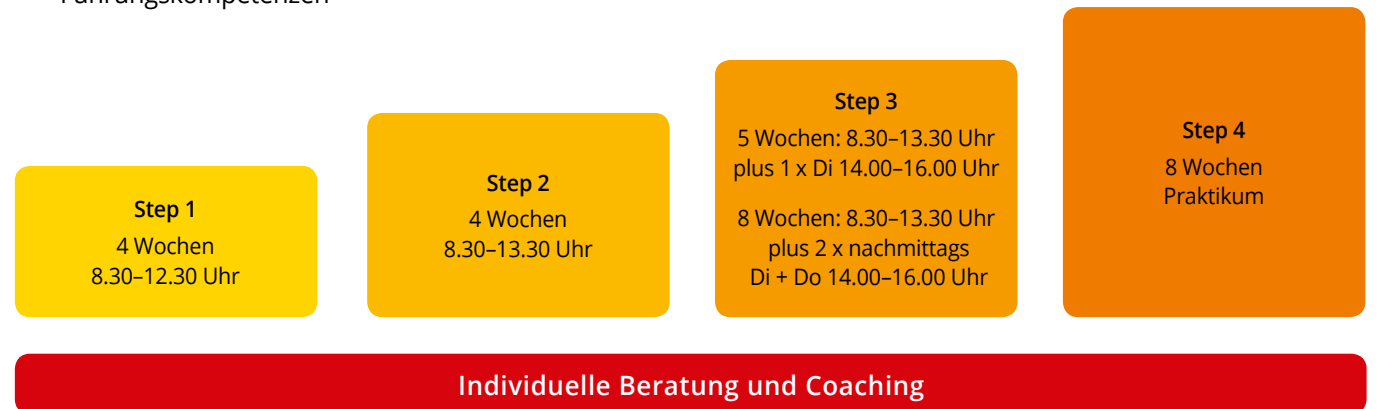 Führungskompetenzen
Step 1
4 Wochen
8.30–12.30 Uhr
Step 2
4 Wochen
8.30–13.30 Uhr
Step 3
5 Wochen: 8.30–13.30 Uhr
plus 1 x Di 14.00–16.00 Uhr
8 Wochen: 8.30–13.30 Uhr
plus 2 x nachmittags
Di + Do 14.00–16.00 Uhr
Step 4
8 Wochen
Praktikum
Individuelle Beratung und Coaching